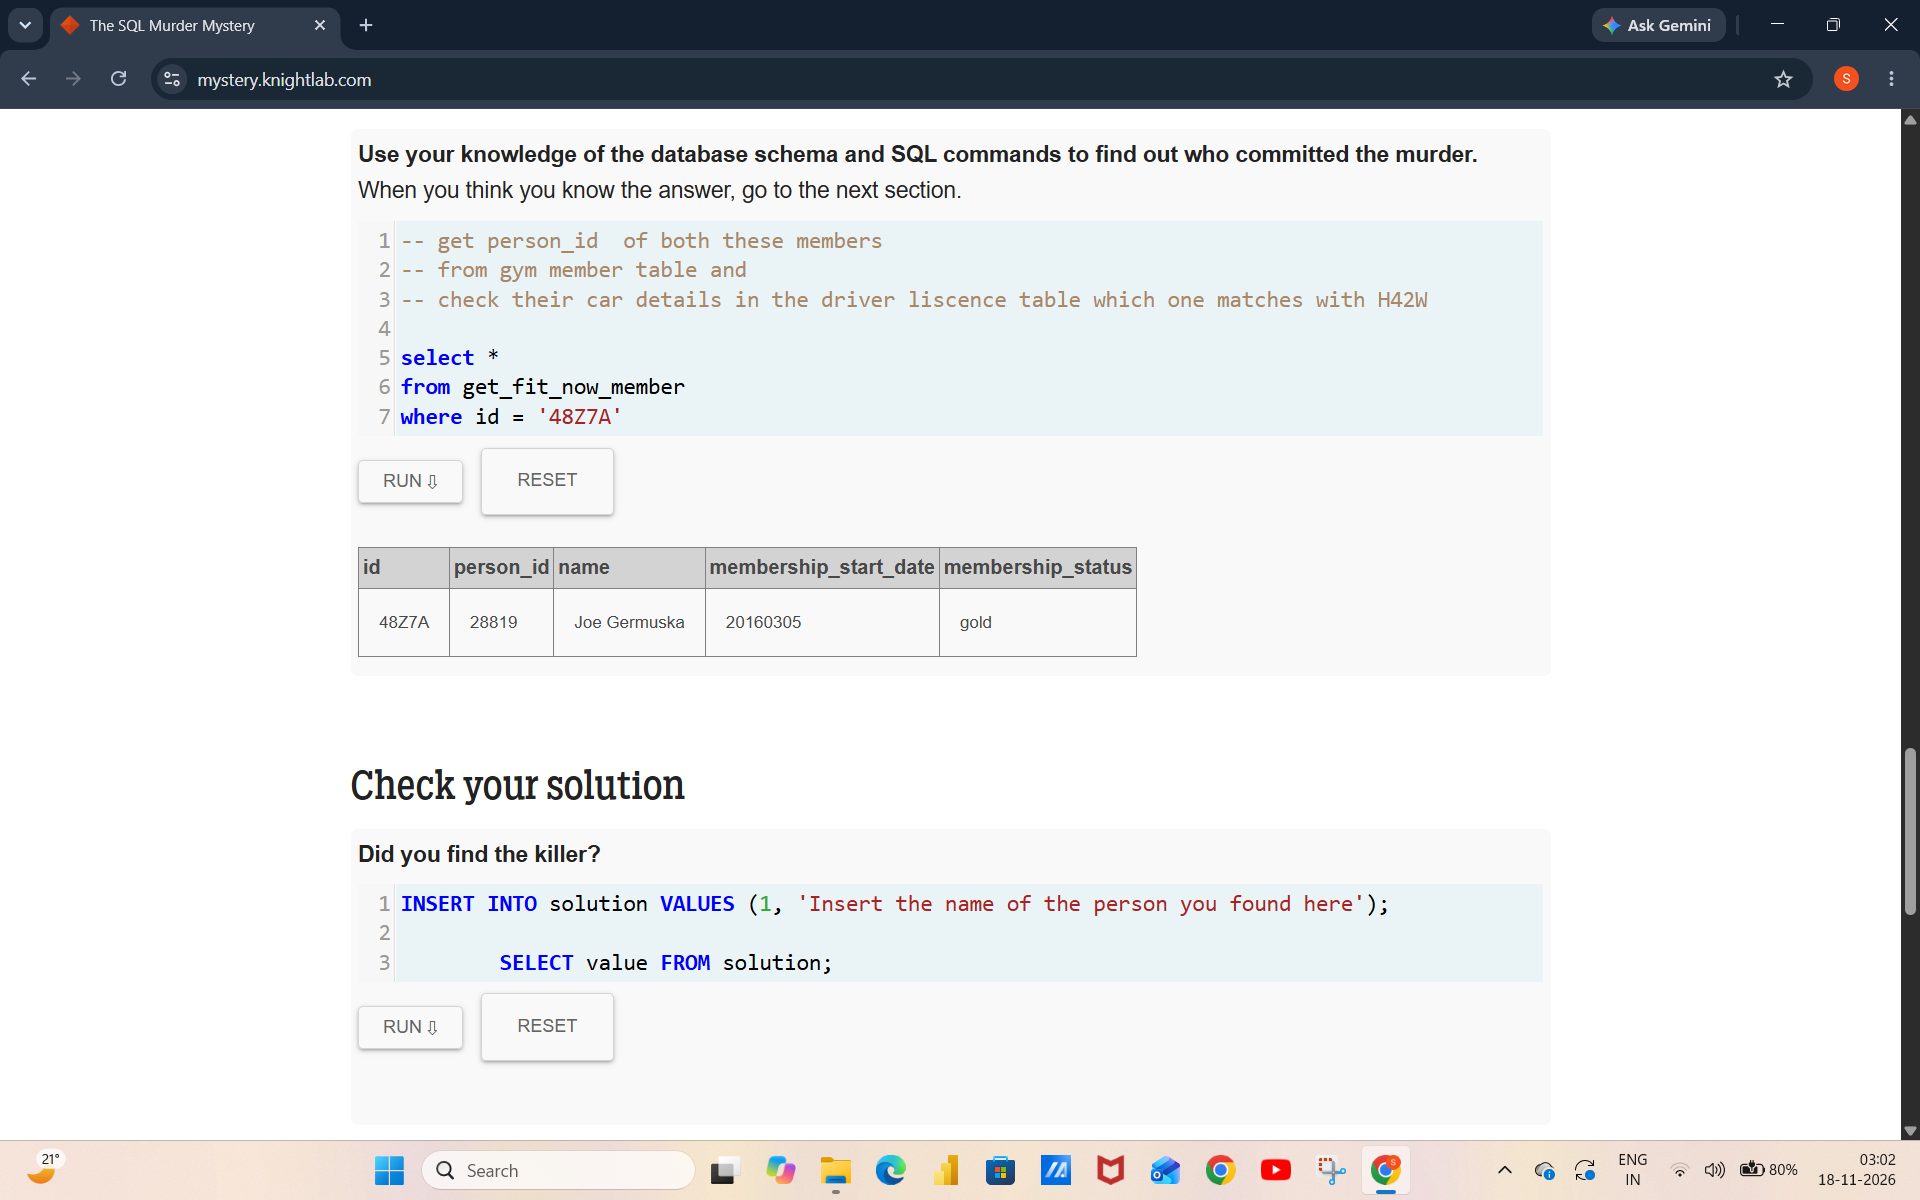 The SQL Murder Mystery
Ask Gemini
mystery.knightlab.com
S
Use your knowledge of the database schema and SQL commands to find out who committed the murder.
When you think you know the answer, go to the next section.
1 -- get person_id  of both these members
2 -- from gym member table and
3 -- check their car details in the driver liscence table which one matches with H42W
4
5 select *
6 from get_fit_now_member
7 where id = '48Z7A'
RUN ⇩ RESET
id person_id name membership_start_date membership_status
48Z7A 28819 Joe Germuska 20160305 gold
Check your solution
Did you find the killer?
1 INSERT INTO solution VALUES (1, 'Insert the name of the person you found here');
2
3 SELECT value FROM solution;
RUN ⇩ RESET
21°
Search
ENG
IN
80%
03:02
18-11-2026